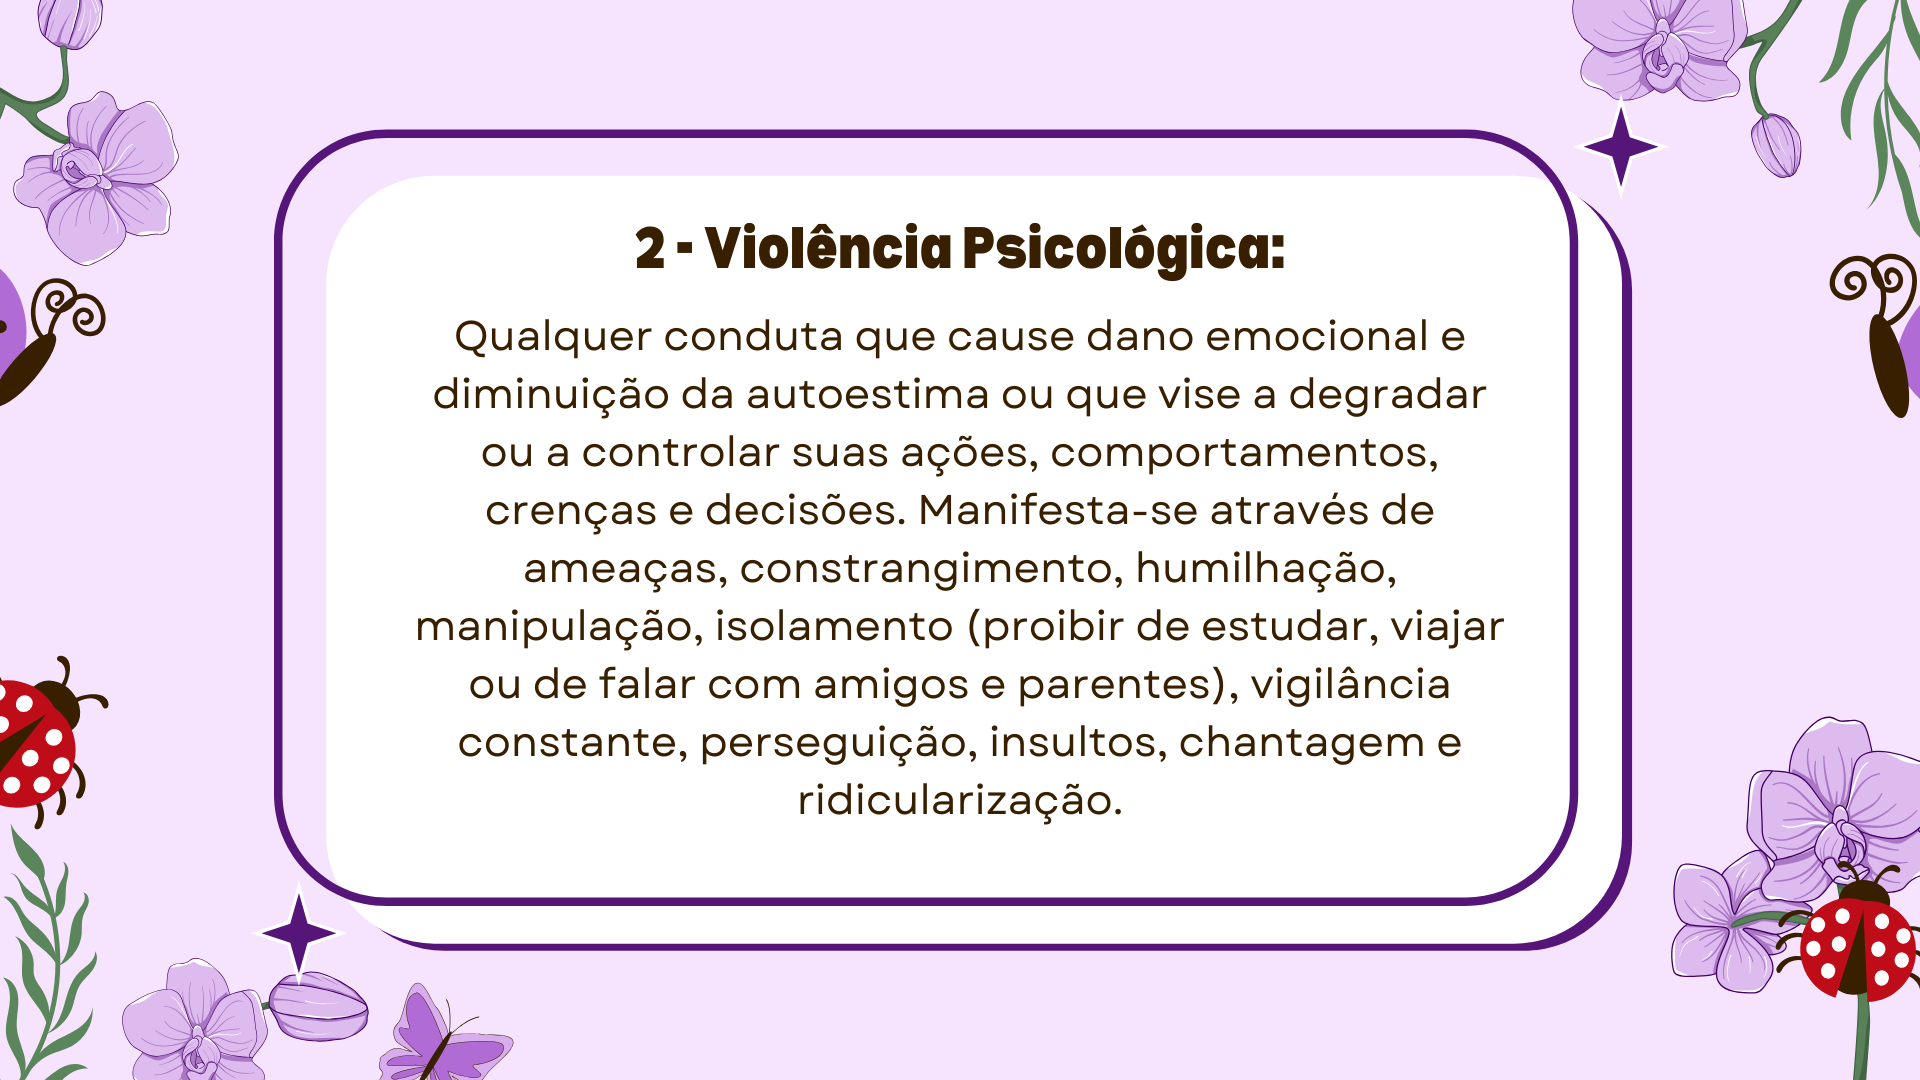 2 - Violência Psicológica:
Qualquer conduta que cause dano emocional e
diminuição da autoestima ou que vise a degradar
ou a controlar suas ações, comportamentos,
crenças e decisões. Manifesta-se através de
ameaças, constrangimento, humilhação,
manipulação, isolamento (proibir de estudar, viajar
ou de falar com amigos e parentes), vigilância
constante, perseguição, insultos, chantagem e
ridicularização.